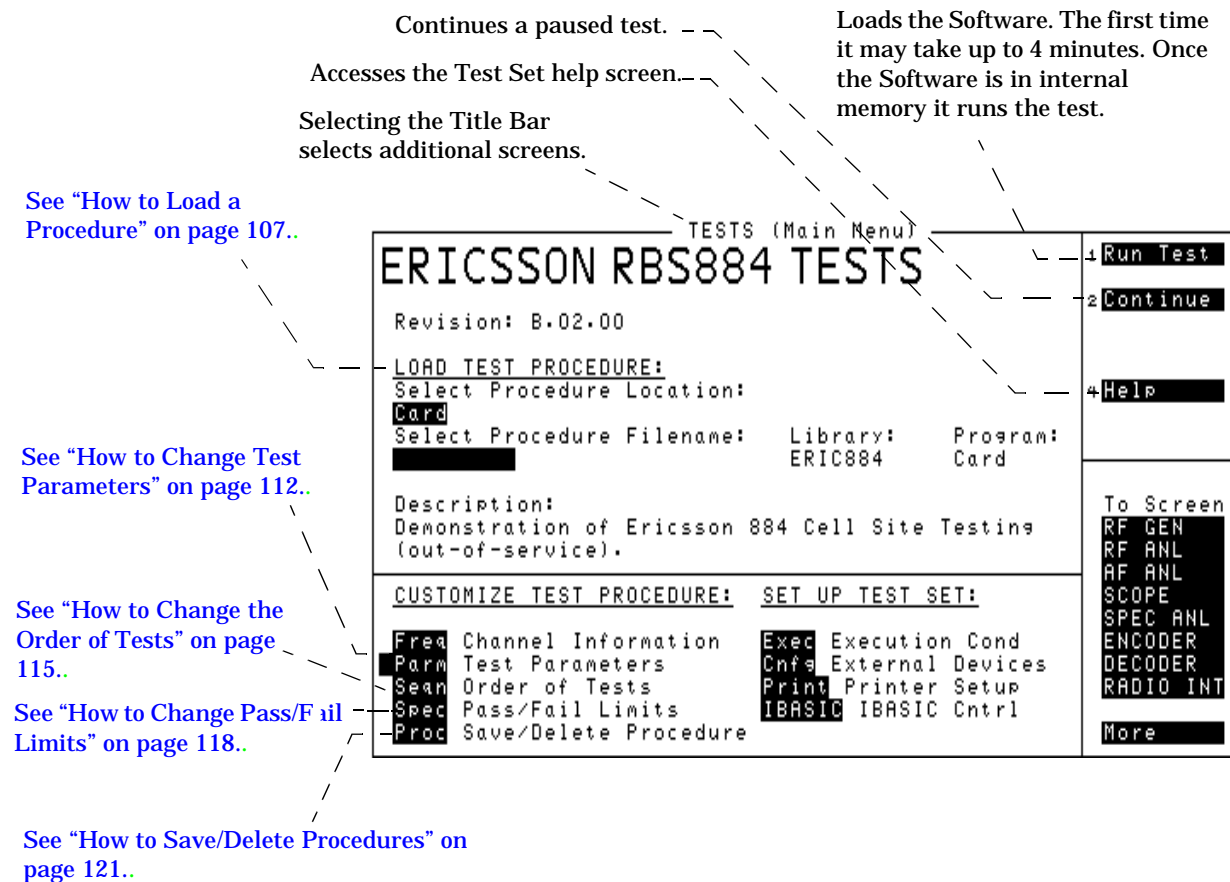 Continues a paused test.
Accesses the Test Set help screen.
Selecting the Title Bar
selects additional screens.
Loads the Software. The first time
it may take up to 4 minutes. Once
the Software is in internal
memory it runs the test.
See “How to Load a
Procedure” on page 107..
See “How to Change Test
Parameters” on page 112..
See “How to Change the
Order of Tests” on page
115..
See “How to Change Pass/Fail
Limits” on page 118..
See “How to Save/Delete Procedures” on
page 121..
TESTS (Main Menu)
ERICSSON RBS884 TESTS
Revision: B.02.00
LOAD TEST PROCEDURE:
Select Procedure Location:
Card
Select Procedure Filename: Library: Program:
ERIC884 Card
Description:
Demonstration of Ericsson 884 Cell Site Testing
(out-of-service).
CUSTOMIZE TEST PROCEDURE: SET UP TEST SET:
Freq Channel Information Exec Execution Cond
Parm Test Parameters Cnfg External Devices
Seqn Order of Tests Print Printer Setup
Spec Pass/Fail Limits IBASIC IBASIC Cntrl
Proc Save/Delete Procedure
1 Run Test
2 Continue
4 Help
To Screen
RF GEN
RF ANL
AF ANL
SCOPE
SPEC ANL
ENCODER
DECODER
RADIO INT
More